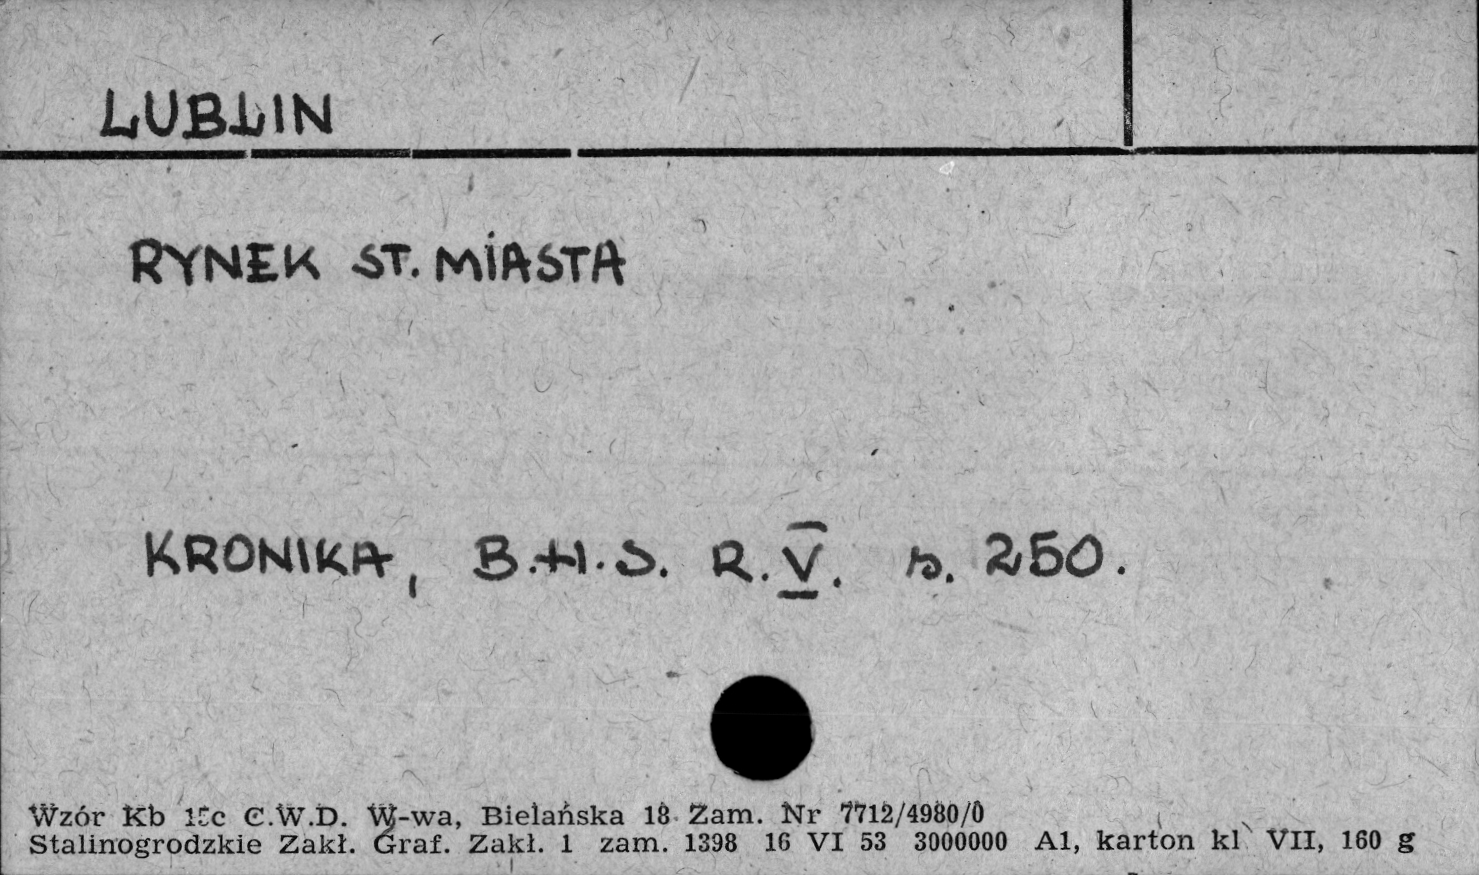 LUBLIN
RYNEK ST. MIASTA
KRONIKA, B.H.S. R.V. s. 250.
Wzór Kb 15c C.W.D. W-wa, Bielańska 18 Zam. Nr 7712/4980/0
Stalinogrodzkie Zakł. Graf. Zakł. 1 zam. 1398 16 VI 53 3000000 A1, karton kl VII, 160 g